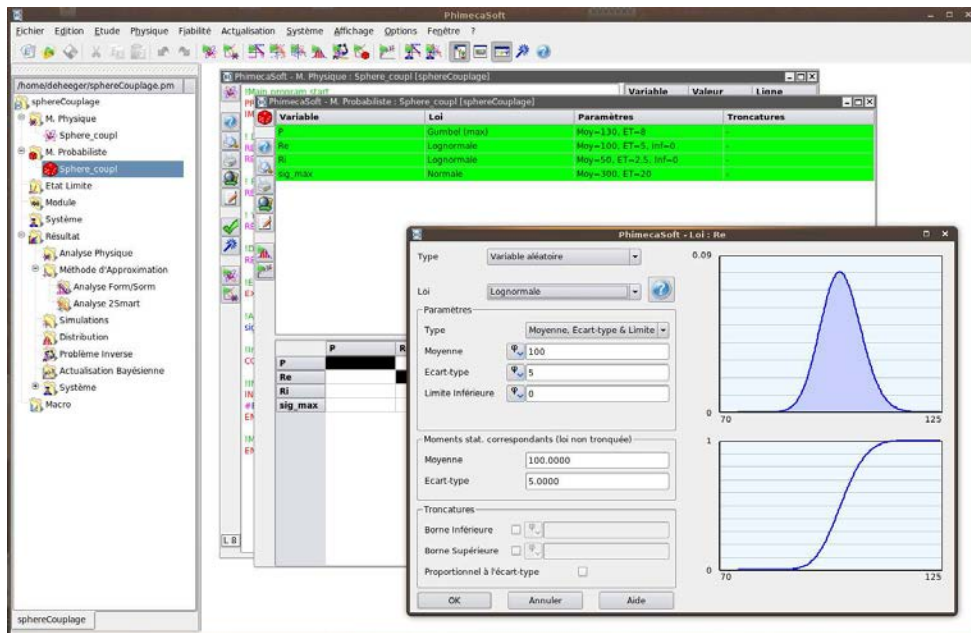 PhimecaSoft
Fichier Edition Etude Physique Fiabilité Actualisation Système Affichage Options Fenêtre ?
/home/deheeger/sphereCouplage.pm
sphereCouplage
M. Physique
Sphere_coupl
M. Probabiliste
Sphere_coupl
Etat Limite
Module
Système
Résultat
Analyse Physique
Méthode d'Approximation
Analyse Form/Sorm
Analyse 2Smart
Simulations
Distribution
Problème Inverse
Actualisation Bayésienne
Système
Macro
sphereCouplage
PhimecaSoft - M. Physique : Sphere_coupl [sphereCouplage]
!Main program start
Variable Valeur Ligne
PhimecaSoft - M. Probabiliste : Sphere_coupl [sphereCouplage]
Variable Loi Paramètres Troncatures
P Gumbel (max) Moy=130, ET=8 -
Re Lognormale Moy=100, ET=5, Inf=0 -
Ri Lognormale Moy=50, ET=2.5, Inf=0 -
sig_max Normale Moy=300, ET=20 -
P R
P
Re
Ri
sig_max
L 8
PhimecaSoft - Loi : Re
Type Variable aléatoire
Loi Lognormale
Paramètres
Type Moyenne, Écart-type & Limite
Moyenne 100
Ecart-type 5
Limite Inférieure 0
Moments stat. correspondants (loi non tronquée)
Moyenne 100.0000
Ecart-type 5.0000
Troncatures
Borne Inférieure
Borne Supérieure
Proportionnel à l'écart-type
OK Annuler Aide
0.09
0
70 125
1
0
70 125